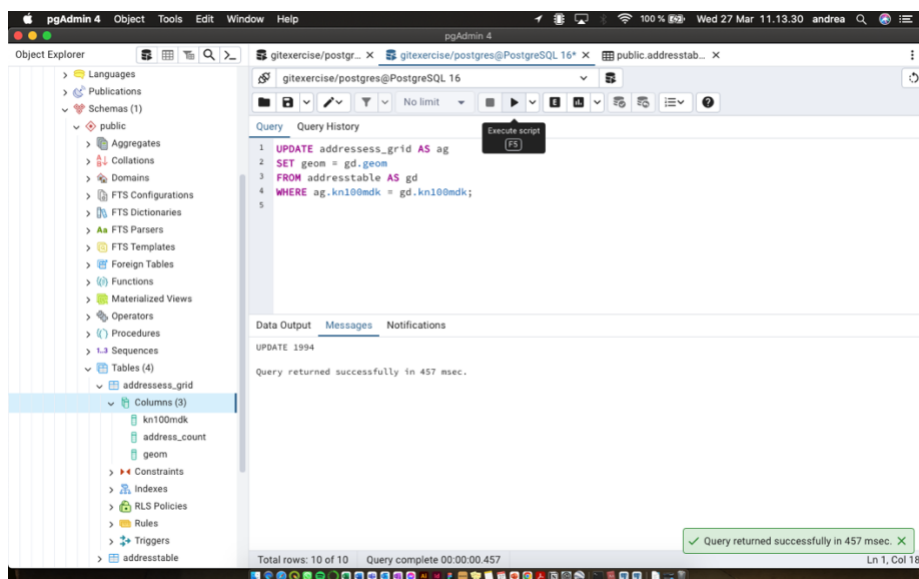 pgAdmin 4 Object Tools Edit Window Help 100 % Wed 27 Mar 11.13.30 andrea
pgAdmin 4
Object Explorer
gitexercise/postgr... × gitexercise/postgres@PostgreSQL 16* × public.addresstab... ×
gitexercise/postgres@PostgreSQL 16
No limit
Query Query History
Execute script
F5
1 UPDATE addressess_grid AS ag
2 SET geom = gd.geom
3 FROM addresstable AS gd
4 WHERE ag.kn100mdk = gd.kn100mdk;
5
Languages
Publications
Schemas (1)
public
Aggregates
Collations
Domains
FTS Configurations
FTS Dictionaries
Aa FTS Parsers
FTS Templates
Foreign Tables
Functions
Materialized Views
Operators
Procedures
1..3 Sequences
Tables (4)
addressess_grid
Columns (3)
kn100mdk
address_count
geom
Constraints
Indexes
RLS Policies
Rules
Triggers
addresstable
Data Output Messages Notifications
UPDATE 1994
Query returned successfully in 457 msec.
Query returned successfully in 457 msec. ×
Total rows: 10 of 10 Query complete 00:00:00.457 Ln 1, Col 18